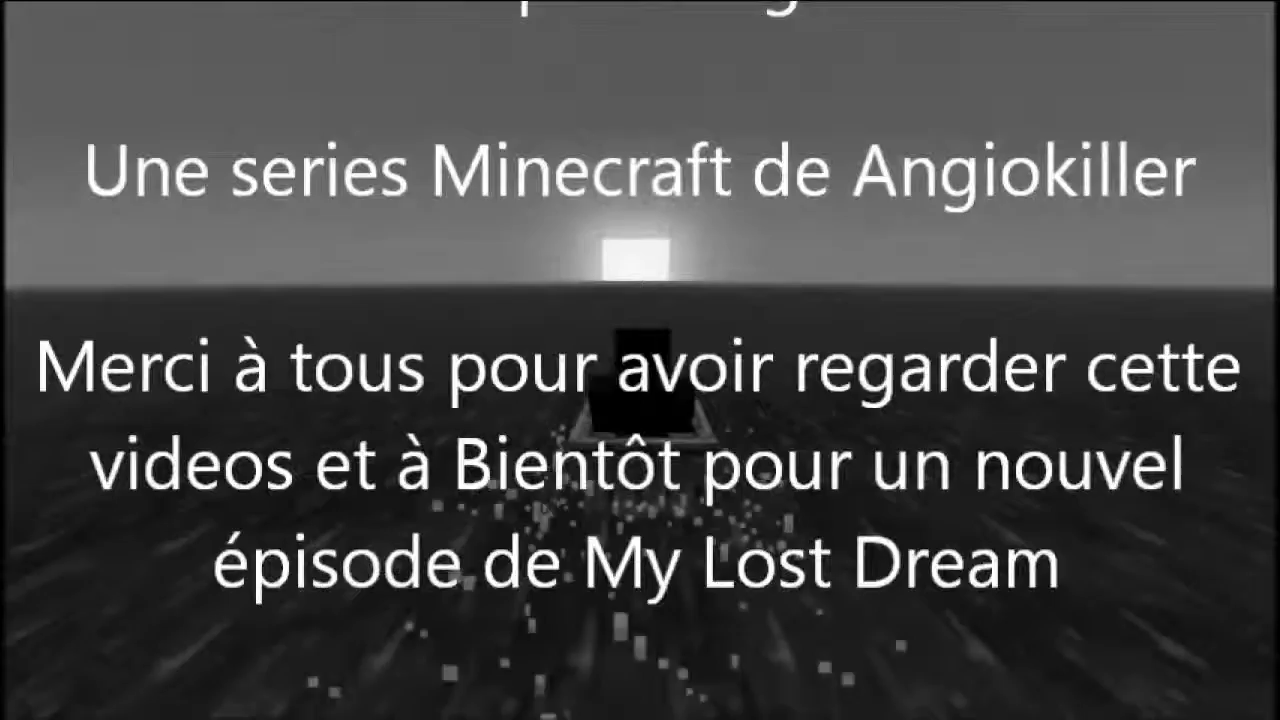 Une series Minecraft de Angiokiller
Merci à tous pour avoir regarder cette
videos et à Bientôt pour un nouvel
épisode de My Lost Dream